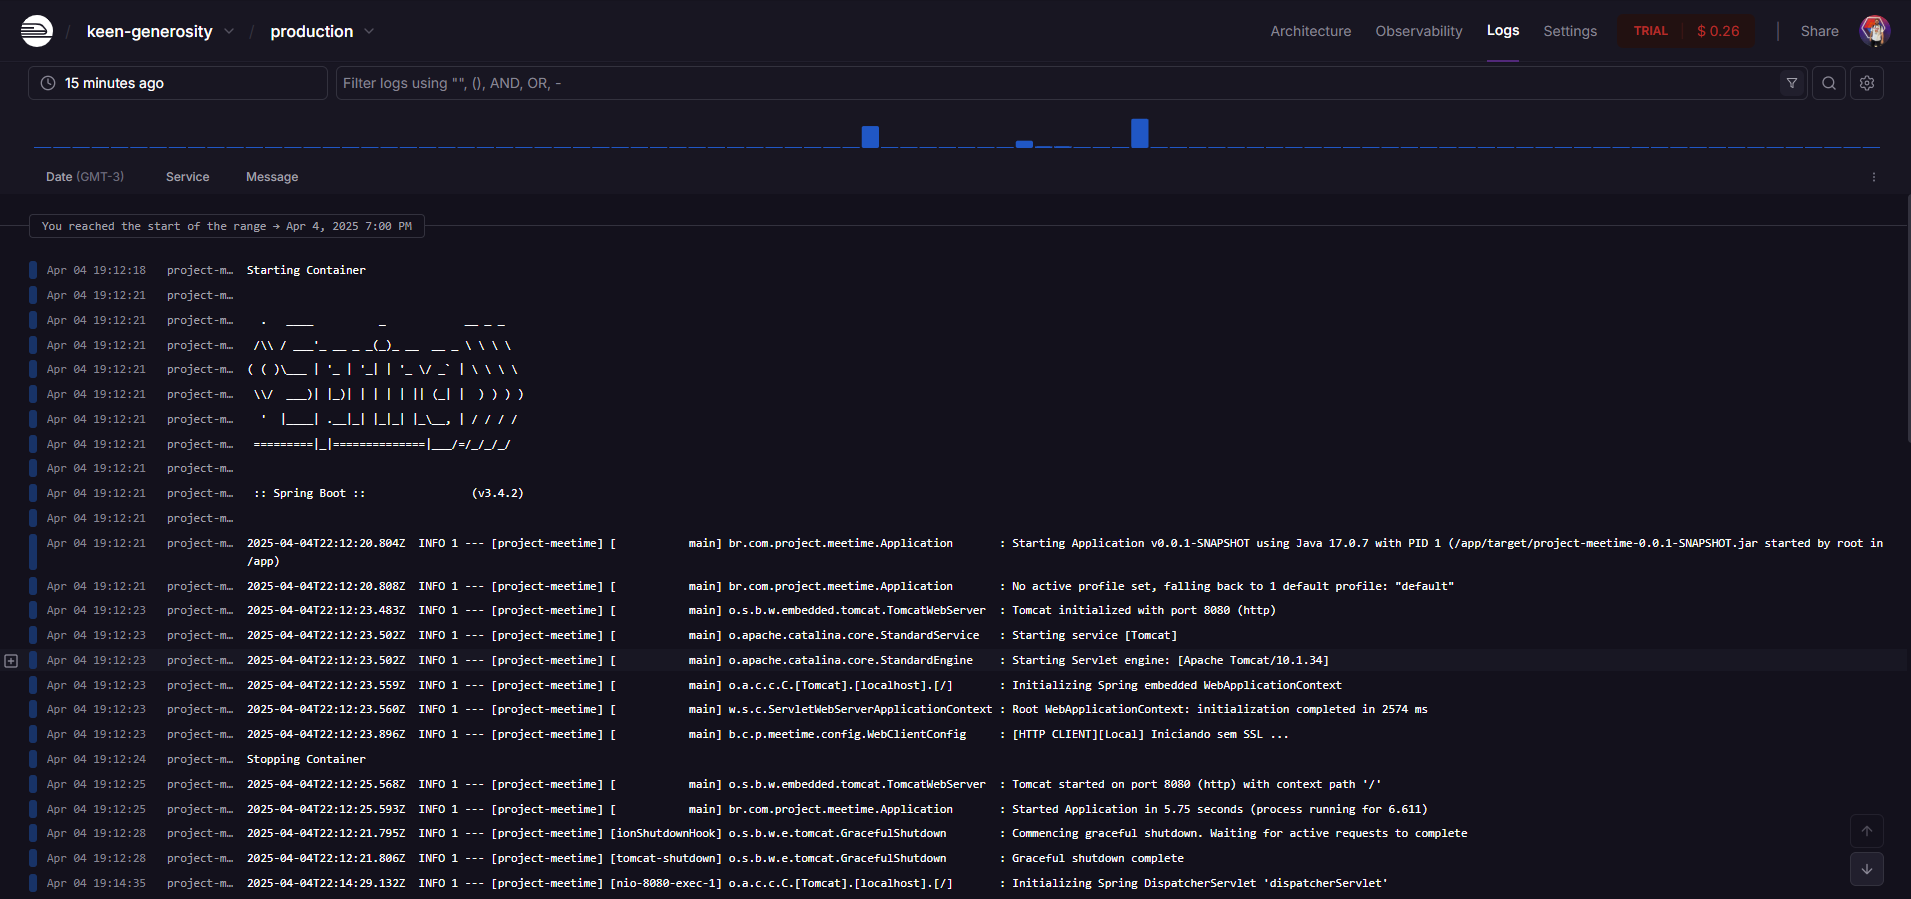 / keen-generosity / production Architecture Observability Logs Settings TRIAL $ 0.26 Share
15 minutes ago Filter logs using "", (), AND, OR, -
Date (GMT-3) Service Message
You reached the start of the range → Apr 4, 2025 7:00 PM
Apr 04 19:12:18 project-m… Starting Container
Apr 04 19:12:21 project-m…
Apr 04 19:12:21 project-m…   .   ____          _            __ _ _
Apr 04 19:12:21 project-m…  /\\ / ___'_ __ _ _(_)_ __  __ _ \ \ \ \
Apr 04 19:12:21 project-m… ( ( )\___ | '_ | '_| | '_ \/ _` | \ \ \ \
Apr 04 19:12:21 project-m…  \\/  ___)| |_)| | | | | || (_| |  ) ) ) )
Apr 04 19:12:21 project-m…   '  |____| .__|_| |_|_| |_\__, | / / / /
Apr 04 19:12:21 project-m…  =========|_|==============|___/=/_/_/_/
Apr 04 19:12:21 project-m…
Apr 04 19:12:21 project-m…  :: Spring Boot ::                (v3.4.2)
Apr 04 19:12:21 project-m…
Apr 04 19:12:21 project-m… 2025-04-04T22:12:20.804Z  INFO 1 --- [project-meetime] [           main] br.com.project.meetime.Application       : Starting Application v0.0.1-SNAPSHOT using Java 17.0.7 with PID 1 (/app/target/project-meetime-0.0.1-SNAPSHOT.jar started by root in
/app)
Apr 04 19:12:21 project-m… 2025-04-04T22:12:20.808Z  INFO 1 --- [project-meetime] [           main] br.com.project.meetime.Application       : No active profile set, falling back to 1 default profile: "default"
Apr 04 19:12:23 project-m… 2025-04-04T22:12:23.483Z  INFO 1 --- [project-meetime] [           main] o.s.b.w.embedded.tomcat.TomcatWebServer  : Tomcat initialized with port 8080 (http)
Apr 04 19:12:23 project-m… 2025-04-04T22:12:23.502Z  INFO 1 --- [project-meetime] [           main] o.apache.catalina.core.StandardService   : Starting service [Tomcat]
Apr 04 19:12:23 project-m… 2025-04-04T22:12:23.502Z  INFO 1 --- [project-meetime] [           main] o.apache.catalina.core.StandardEngine    : Starting Servlet engine: [Apache Tomcat/10.1.34]
Apr 04 19:12:23 project-m… 2025-04-04T22:12:23.559Z  INFO 1 --- [project-meetime] [           main] o.a.c.c.C.[Tomcat].[localhost].[/]       : Initializing Spring embedded WebApplicationContext
Apr 04 19:12:23 project-m… 2025-04-04T22:12:23.560Z  INFO 1 --- [project-meetime] [           main] w.s.c.ServletWebServerApplicationContext : Root WebApplicationContext: initialization completed in 2574 ms
Apr 04 19:12:23 project-m… 2025-04-04T22:12:23.896Z  INFO 1 --- [project-meetime] [           main] b.c.p.meetime.config.WebClientConfig     : [HTTP CLIENT][Local] Iniciando sem SSL ...
Apr 04 19:12:24 project-m… Stopping Container
Apr 04 19:12:25 project-m… 2025-04-04T22:12:25.568Z  INFO 1 --- [project-meetime] [           main] o.s.b.w.embedded.tomcat.TomcatWebServer  : Tomcat started on port 8080 (http) with context path '/'
Apr 04 19:12:25 project-m… 2025-04-04T22:12:25.593Z  INFO 1 --- [project-meetime] [           main] br.com.project.meetime.Application       : Started Application in 5.75 seconds (process running for 6.611)
Apr 04 19:12:28 project-m… 2025-04-04T22:12:21.795Z  INFO 1 --- [project-meetime] [ionShutdownHook] o.s.b.w.e.tomcat.GracefulShutdown        : Commencing graceful shutdown. Waiting for active requests to complete
Apr 04 19:12:28 project-m… 2025-04-04T22:12:21.806Z  INFO 1 --- [project-meetime] [tomcat-shutdown] o.s.b.w.e.tomcat.GracefulShutdown        : Graceful shutdown complete
Apr 04 19:14:35 project-m… 2025-04-04T22:14:29.132Z  INFO 1 --- [project-meetime] [nio-8080-exec-1] o.a.c.c.C.[Tomcat].[localhost].[/]       : Initializing Spring DispatcherServlet 'dispatcherServlet'